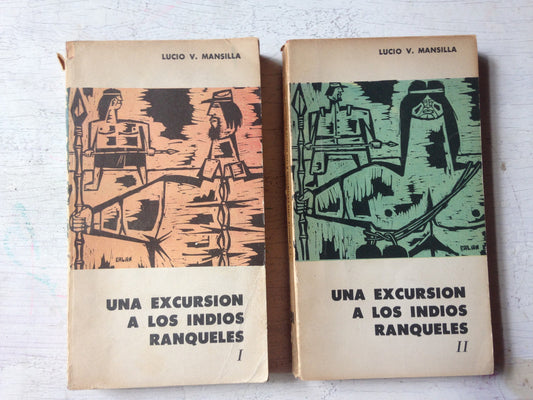 LUCIO V. MANSILLA
UNA EXCURSION
A LOS INDIOS
RANQUELES
I
LUCIO V. MANSILLA
UNA EXCURSION
A LOS INDIOS
RANQUELES
II